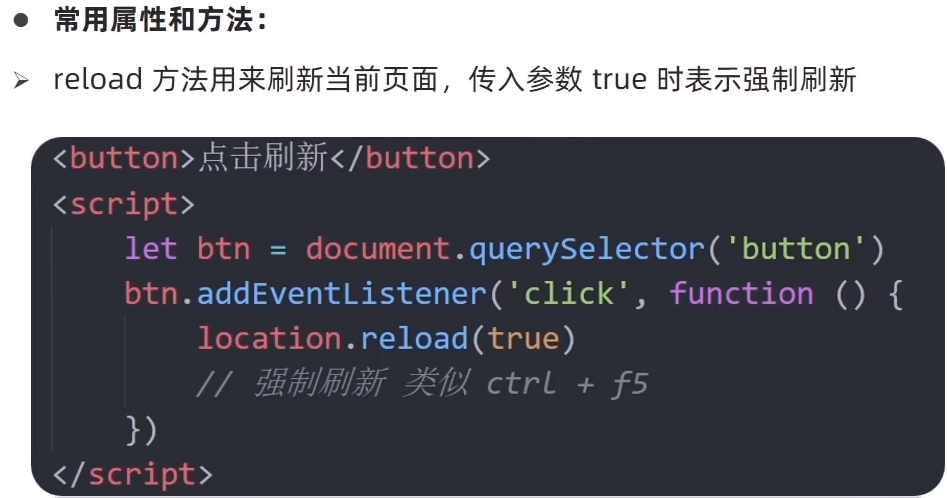 ● 常用属性和方法：
➢ reload 方法用来刷新当前页面，传入参数 true 时表示强制刷新
<button>点击刷新</button>
<script>
    let btn = document.querySelector('button')
    btn.addEventListener('click', function () {
        location.reload(true)
        // 强制刷新 类似 ctrl + f5
    })
</script>